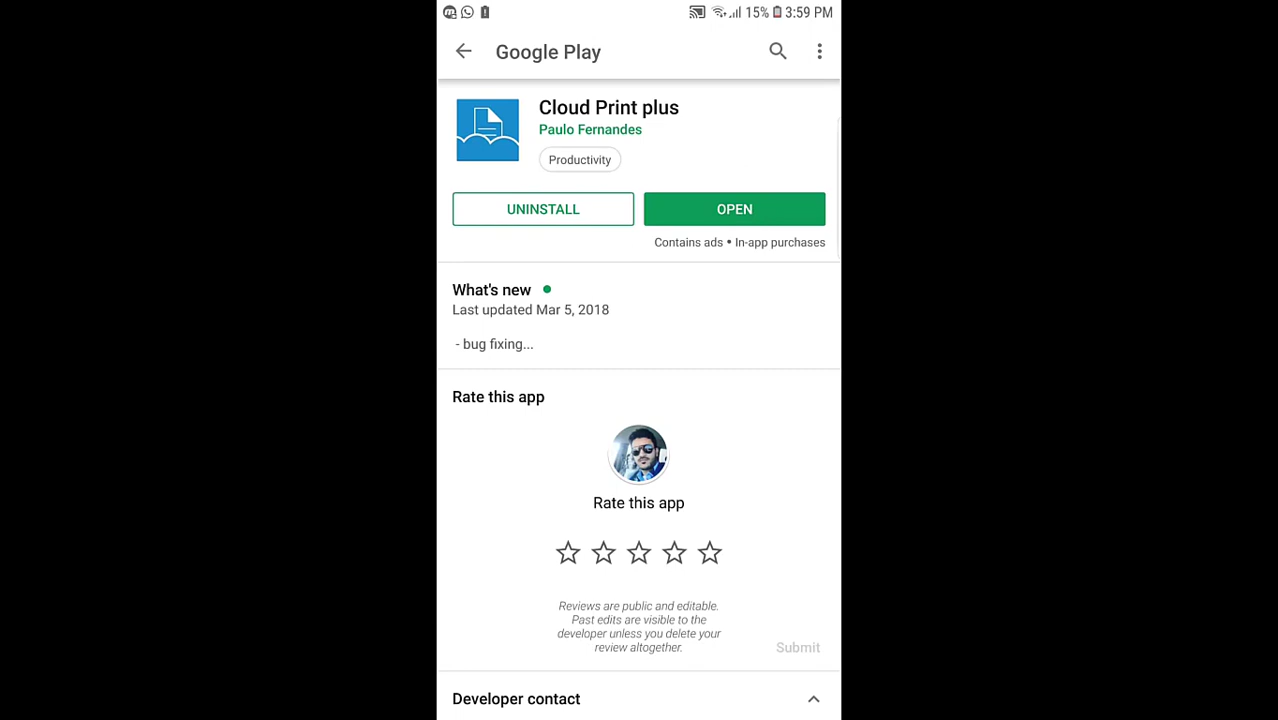 15% 3:59 PM
Google Play
Cloud Print plus
Paulo Fernandes
Productivity
UNINSTALL
OPEN
Contains ads • In-app purchases
What's new
Last updated Mar 5, 2018
- bug fixing...
Rate this app
Rate this app
Reviews are public and editable.
Past edits are visible to the
developer unless you delete your
review altogether.
Submit
Developer contact